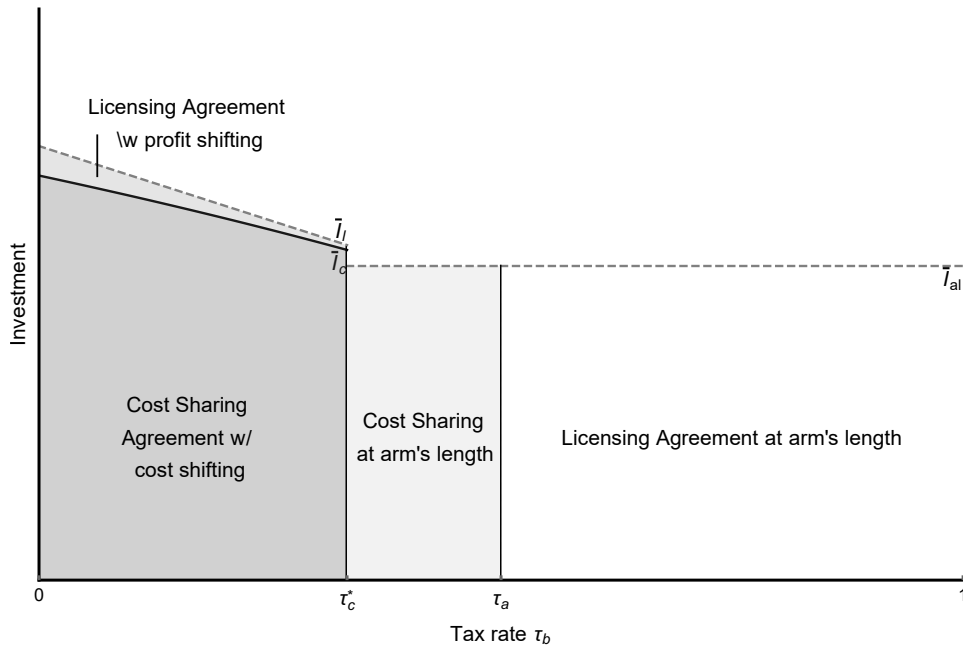 Licensing Agreement
\w profit shifting
Ī_l
Ī_c
Ī_al
Investment
Cost Sharing
Agreement w/
cost shifting
Cost Sharing
at arm's length
Licensing Agreement at arm's length
0
τ_c^*
τ_a
1
Tax rate τ_b